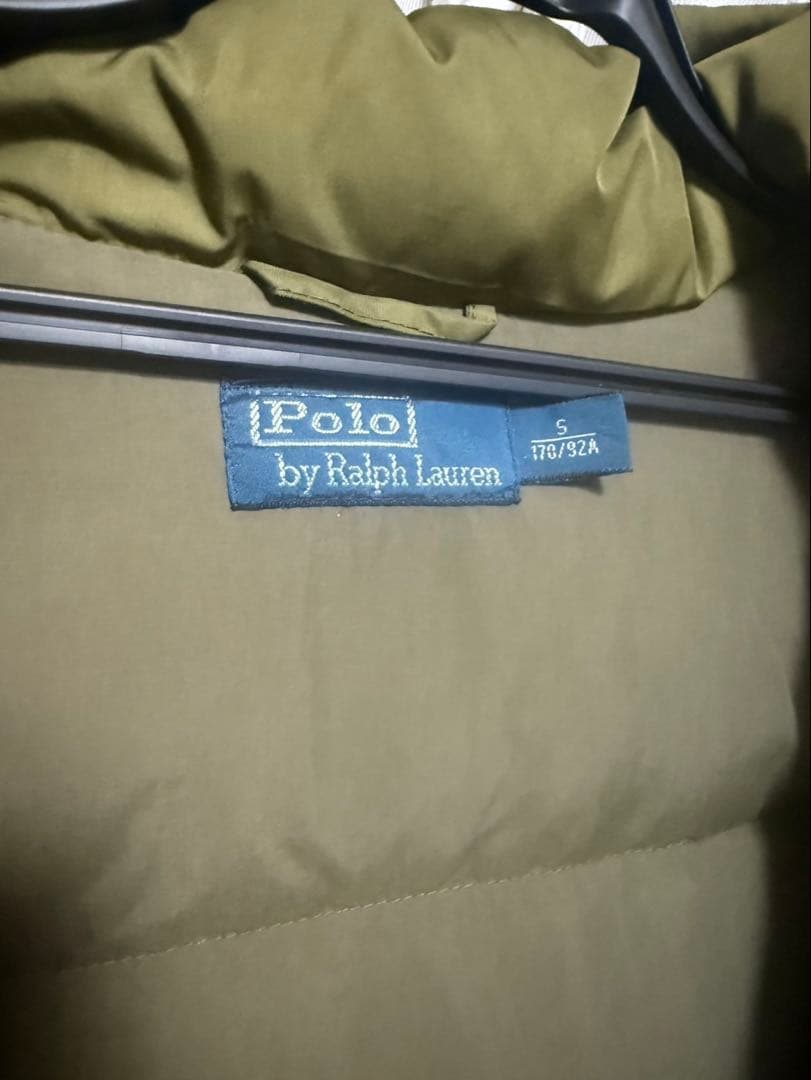 Polo
by Ralph Lauren
S
170/92A